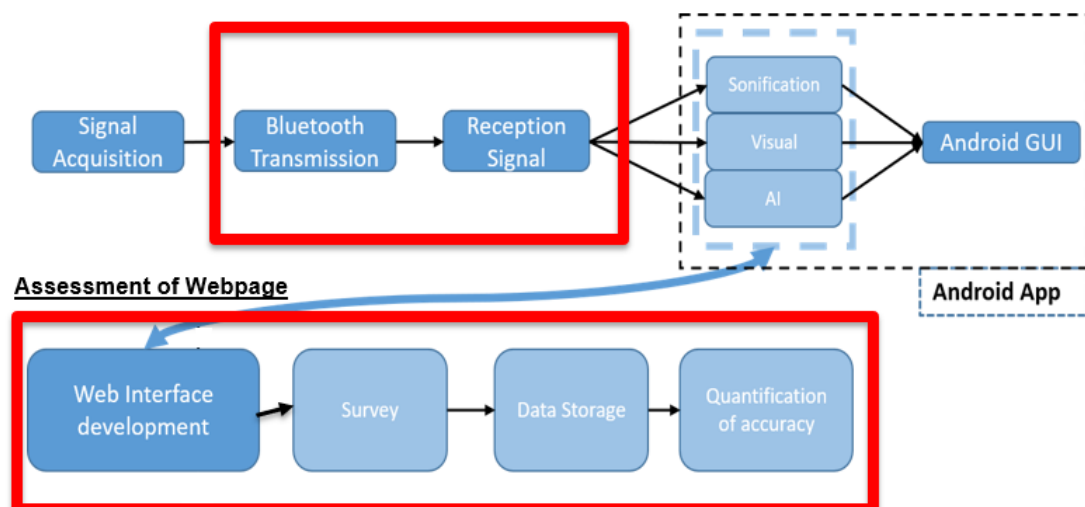 Signal
Acquisition
Bluetooth
Transmission
Reception
Signal
Sonification
Visual
AI
Android GUI
Android App
Assessment of Webpage
Web Interface
development
Survey
Data Storage
Quantification
of accuracy